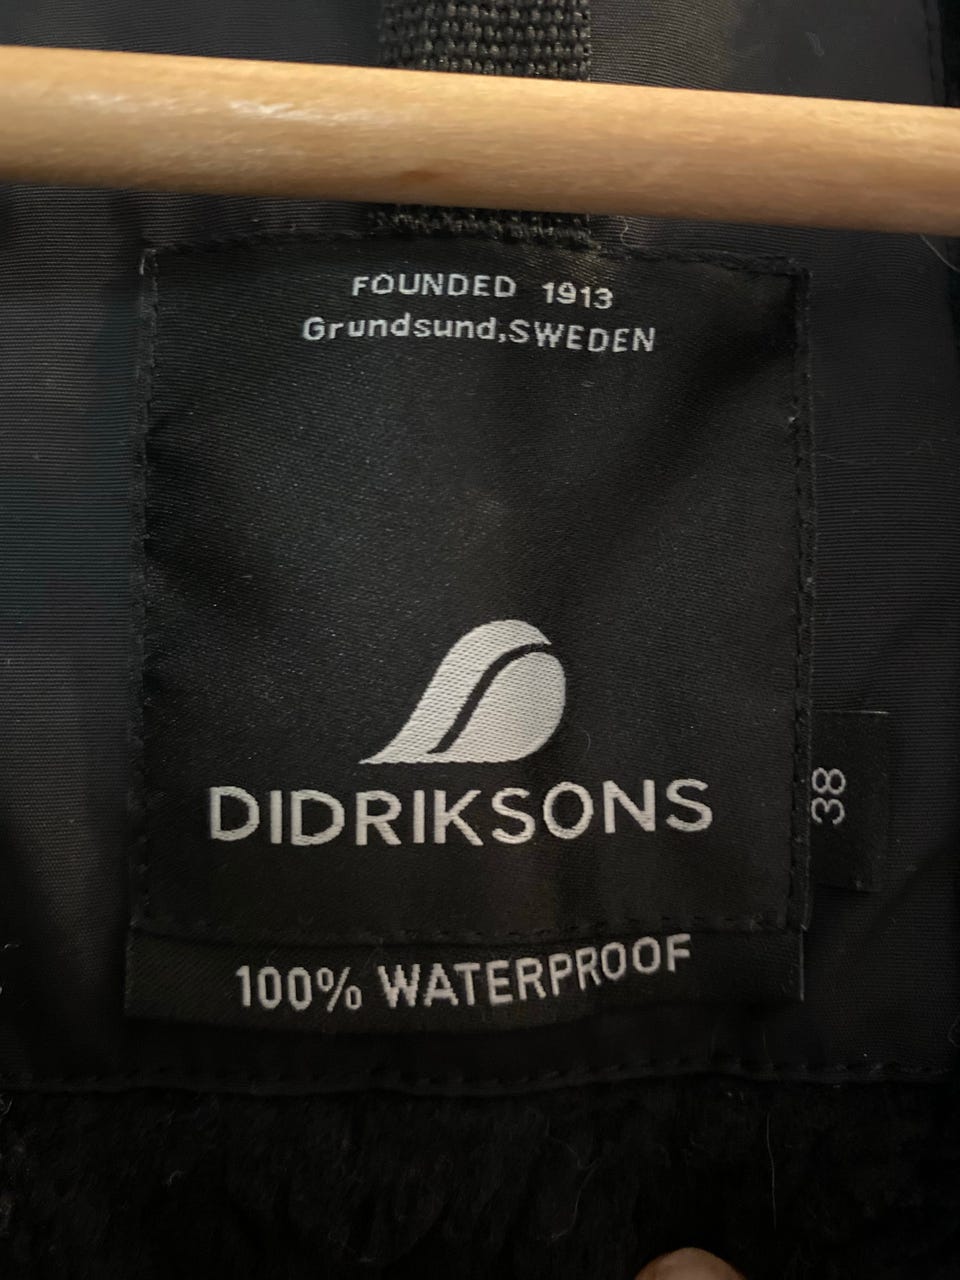 FOUNDED 1913
Grundsund,SWEDEN
DIDRIKSONS
38
100% WATERPROOF